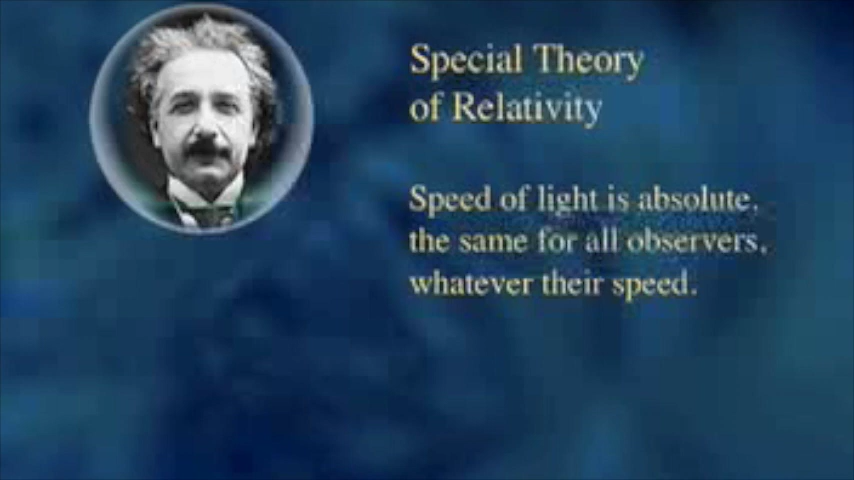 Special Theory
of Relativity
Speed of light is absolute,
the same for all observers,
whatever their speed.